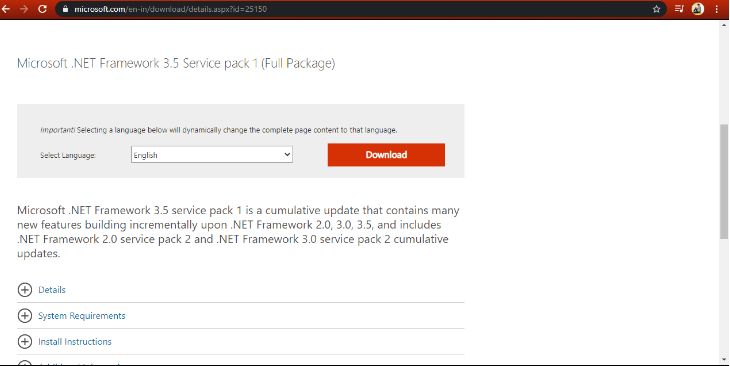 microsoft.com/en-in/download/details.aspx?id=25150
Microsoft .NET Framework 3.5 Service pack 1 (Full Package)
Important! Selecting a language below will dynamically change the complete page content to that language.
Select Language:
English
Download
Microsoft .NET Framework 3.5 service pack 1 is a cumulative update that contains many
new features building incrementally upon .NET Framework 2.0, 3.0, 3.5, and includes
.NET Framework 2.0 service pack 2 and .NET Framework 3.0 service pack 2 cumulative
updates.
Details
System Requirements
Install Instructions